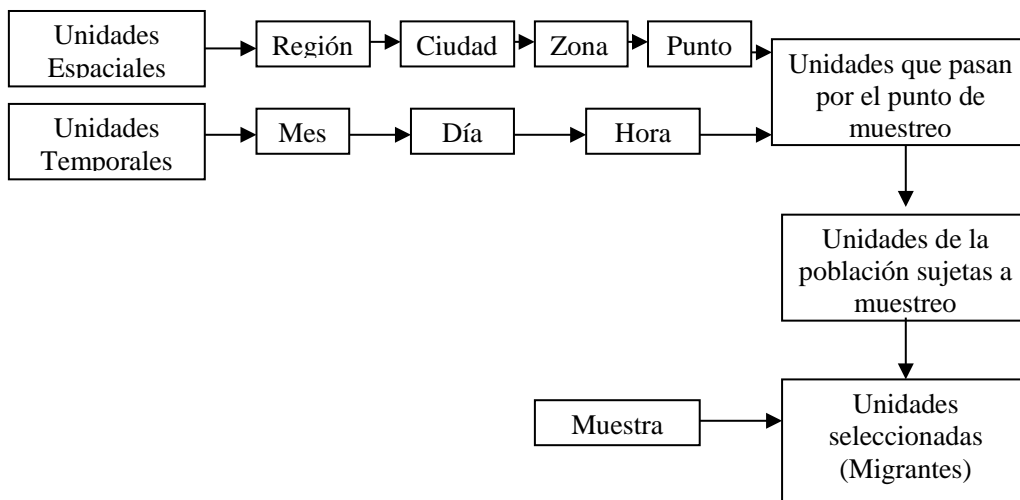 Unidades
Espaciales
Región
Ciudad
Zona
Punto
Unidades que pasan
por el punto de
muestreo
Unidades
Temporales
Mes
Día
Hora
Unidades de la
población sujetas a
muestreo
Muestra
Unidades
seleccionadas
(Migrantes)